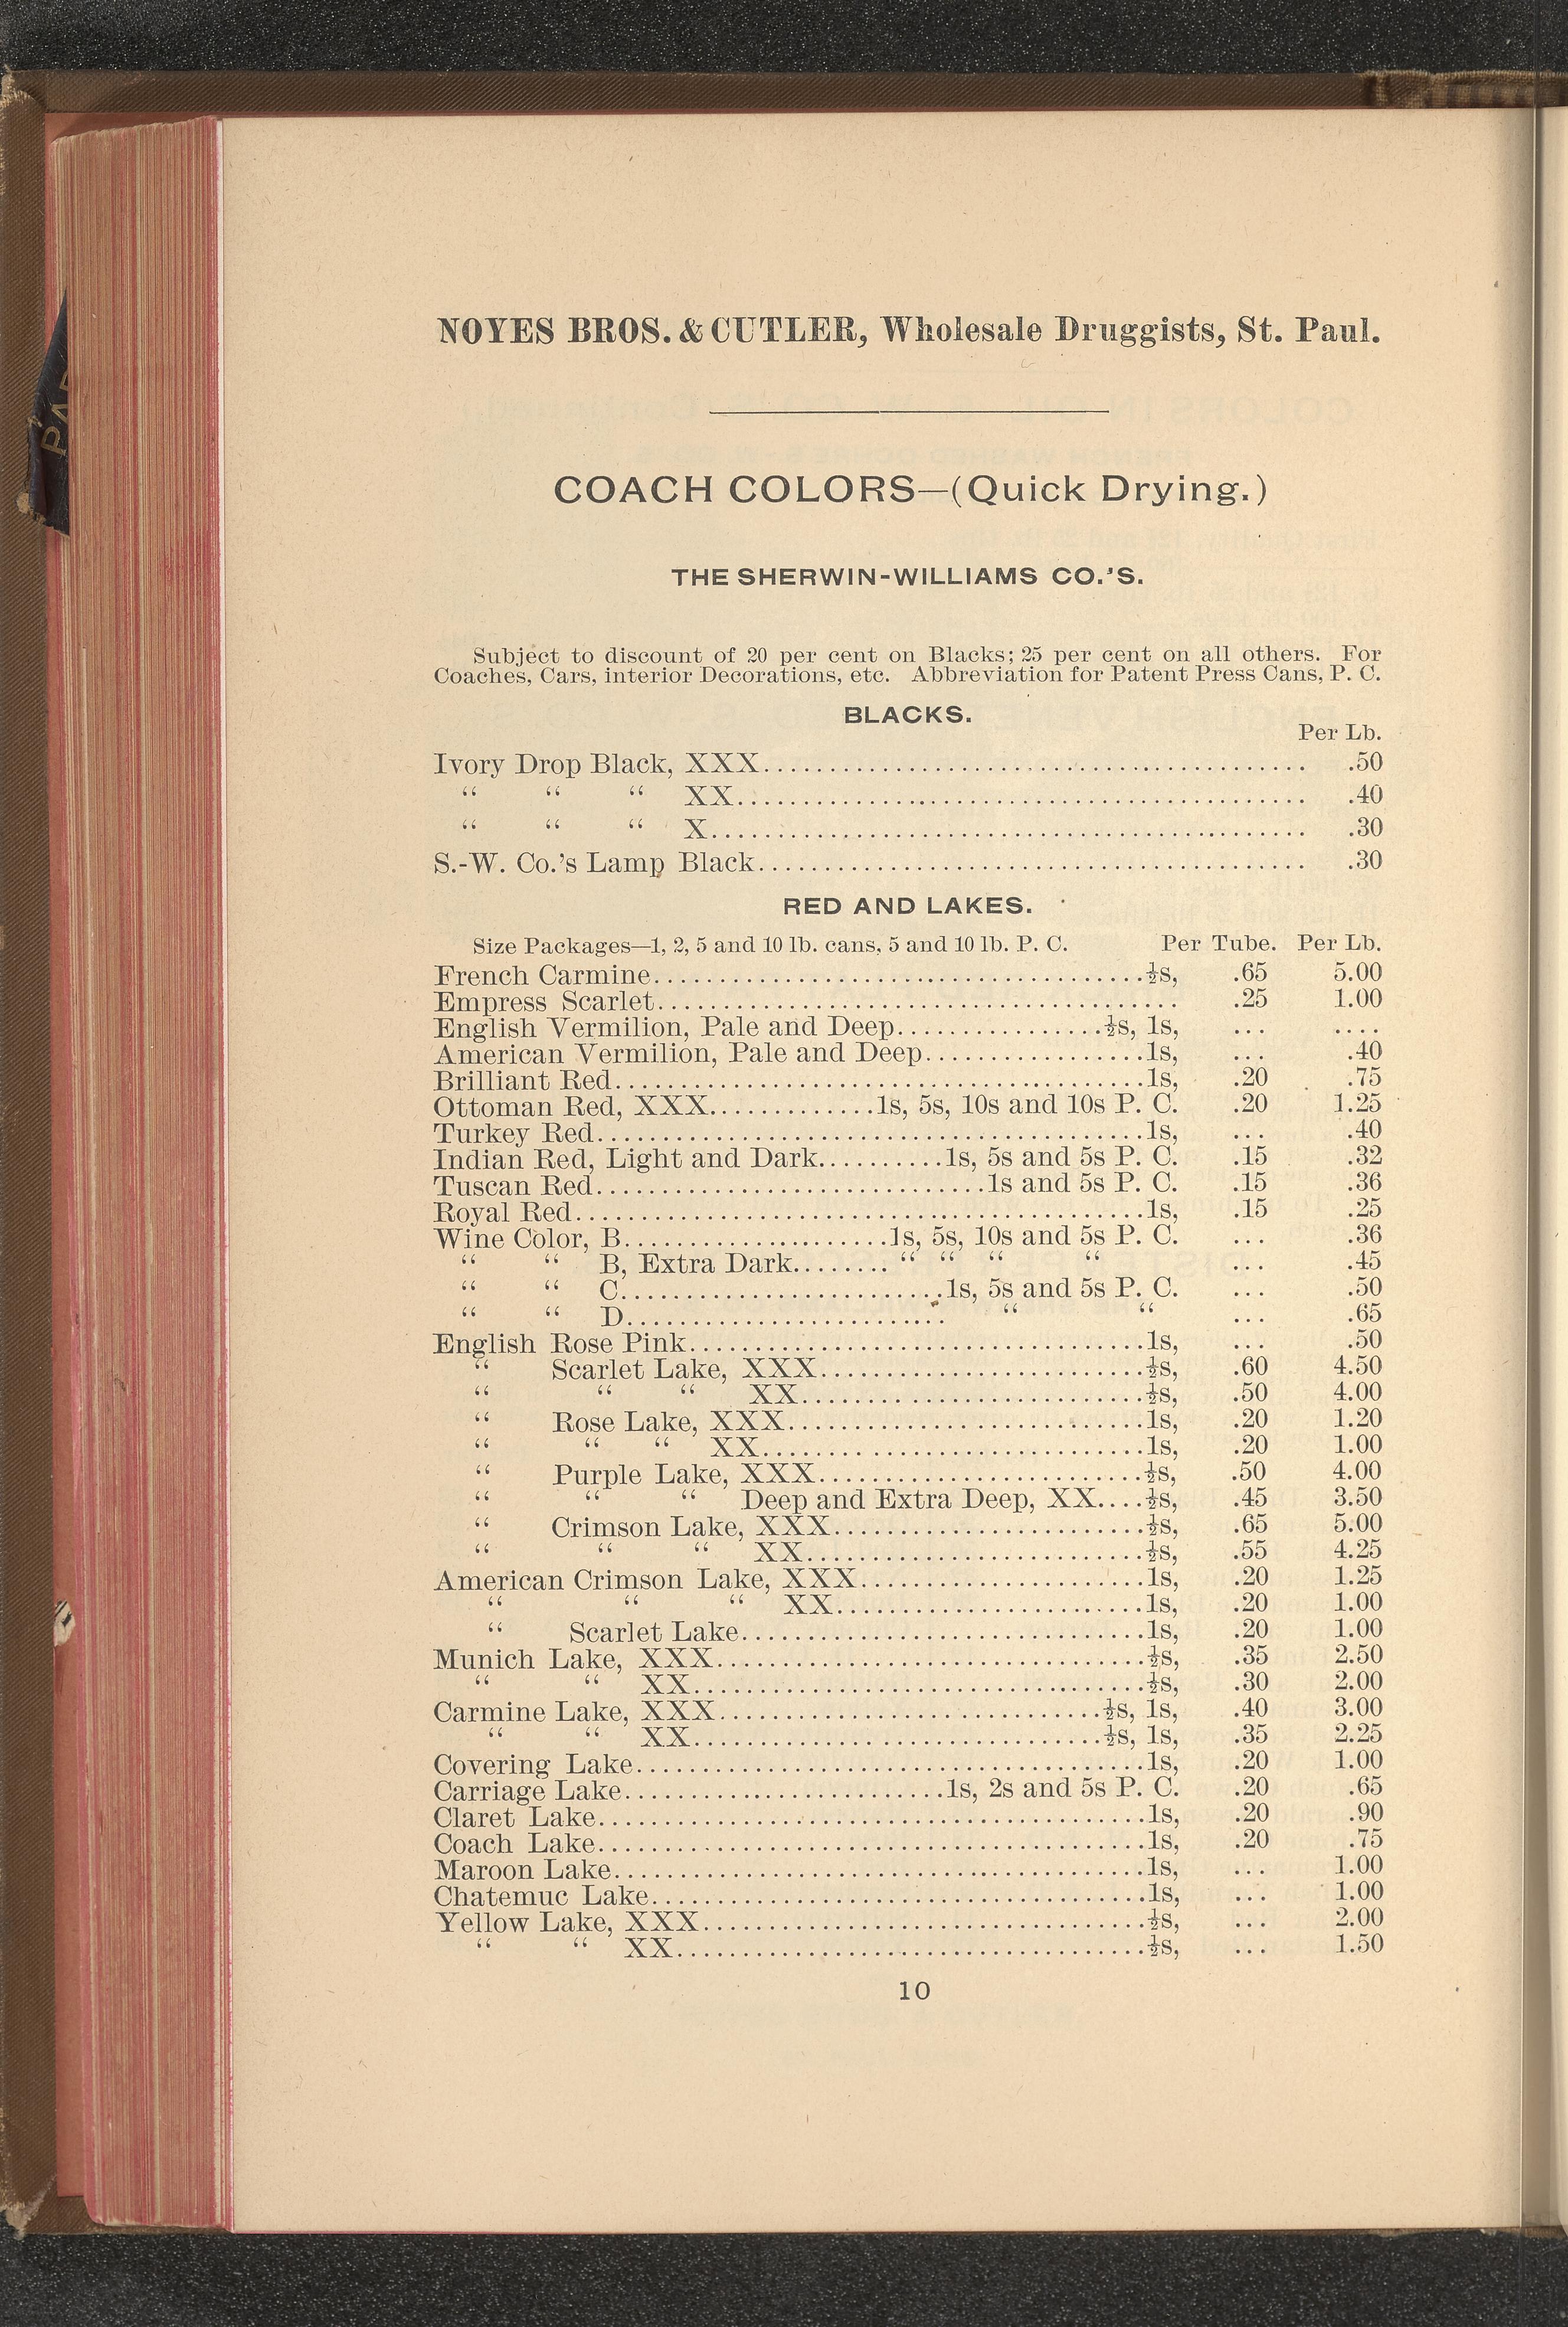 NOYES BROS. & CUTLER, Wholesale Druggists, St. Paul.
COACH COLORS—(Quick Drying.)
THE SHERWIN-WILLIAMS CO.'S.
Subject to discount of 20 per cent on Blacks; 25 per cent on all others. For
Coaches, Cars, interior Decorations, etc. Abbreviation for Patent Press Cans, P. C.
BLACKS.
Per Lb.
Ivory Drop Black, XXX........ .50
“ “ “ XX........ .40
“ “ “ X........ .30
S.-W. Co.'s Lamp Black........ .30
RED AND LAKES.
Size Packages—1, 2, 5 and 10 lb. cans, 5 and 10 lb. P. C. Per Tube. Per Lb.
French Carmine........½s, .65 5.00
Empress Scarlet........ .25 1.00
English Vermilion, Pale and Deep........½s, 1s, ... ....
American Vermilion, Pale and Deep........1s, ... .40
Brilliant Red........1s, .20 .75
Ottoman Red, XXX........1s, 5s, 10s and 10s P. C. .20 1.25
Turkey Red........1s, ... .40
Indian Red, Light and Dark........1s, 5s and 5s P. C. .15 .32
Tuscan Red........1s and 5s P. C. .15 .36
Royal Red........1s, .15 .25
Wine Color, B........1s, 5s, 10s and 5s P. C. ... .36
“ “ B, Extra Dark........ “ “ “ “ ... .45
“ “ C........1s, 5s and 5s P. C. ... .50
“ “ D........ “ “ ... .65
English Rose Pink........1s, ... .50
“ Scarlet Lake, XXX........½s, .60 4.50
“ “ “ XX........½s, .50 4.00
“ Rose Lake, XXX........1s, .20 1.20
“ “ “ XX........1s, .20 1.00
“ Purple Lake, XXX........½s, .50 4.00
“ “ “ Deep and Extra Deep, XX....½s, .45 3.50
“ Crimson Lake, XXX........½s, .65 5.00
“ “ “ XX........½s, .55 4.25
American Crimson Lake, XXX........1s, .20 1.25
“ “ “ XX........1s, .20 1.00
“ Scarlet Lake........1s, .20 1.00
Munich Lake, XXX........½s, .35 2.50
“ “ XX........½s, .30 2.00
Carmine Lake, XXX........½s, 1s, .40 3.00
“ “ XX........½s, 1s, .35 2.25
Covering Lake........1s, .20 1.00
Carriage Lake........1s, 2s and 5s P. C. .20 .65
Claret Lake........1s, .20 .90
Coach Lake........1s, .20 .75
Maroon Lake........1s, ... 1.00
Chatemuc Lake........1s, ... 1.00
Yellow Lake, XXX........½s, ... 2.00
“ “ XX........½s, ... 1.50
10